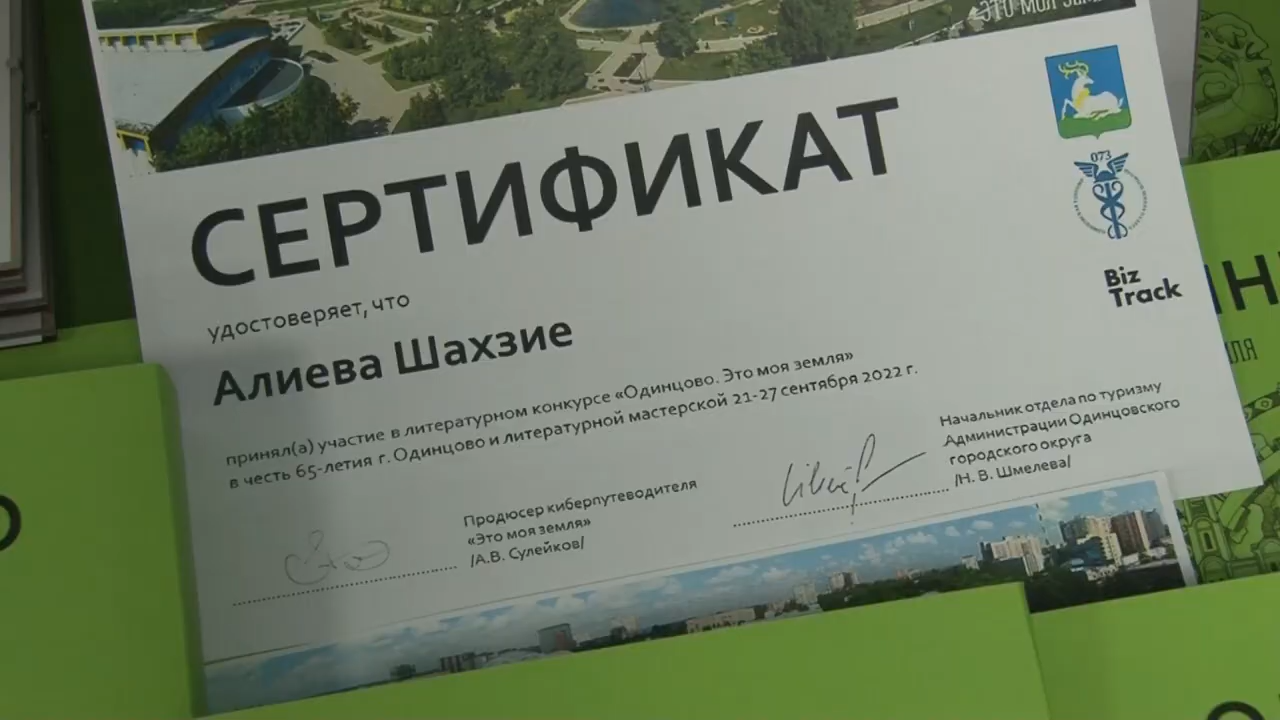 ЭТО МОЯ
СЕРТИФИКАТ
073
Biz
Track
удостоверяет, что
Алиева Шахзие
принял(а) участие в литературном конкурсе «Одинцово. Это моя земля»
в честь 65-летия г. Одинцово и литературной мастерской 21-27 сентября 2022 г.
Продюсер киберпутеводителя
«Это моя земля»
/А.В. Сулейков/
Начальник отдела по туризму
Администрации Одинцовского
городского округа
/Н. В. Шмелева/